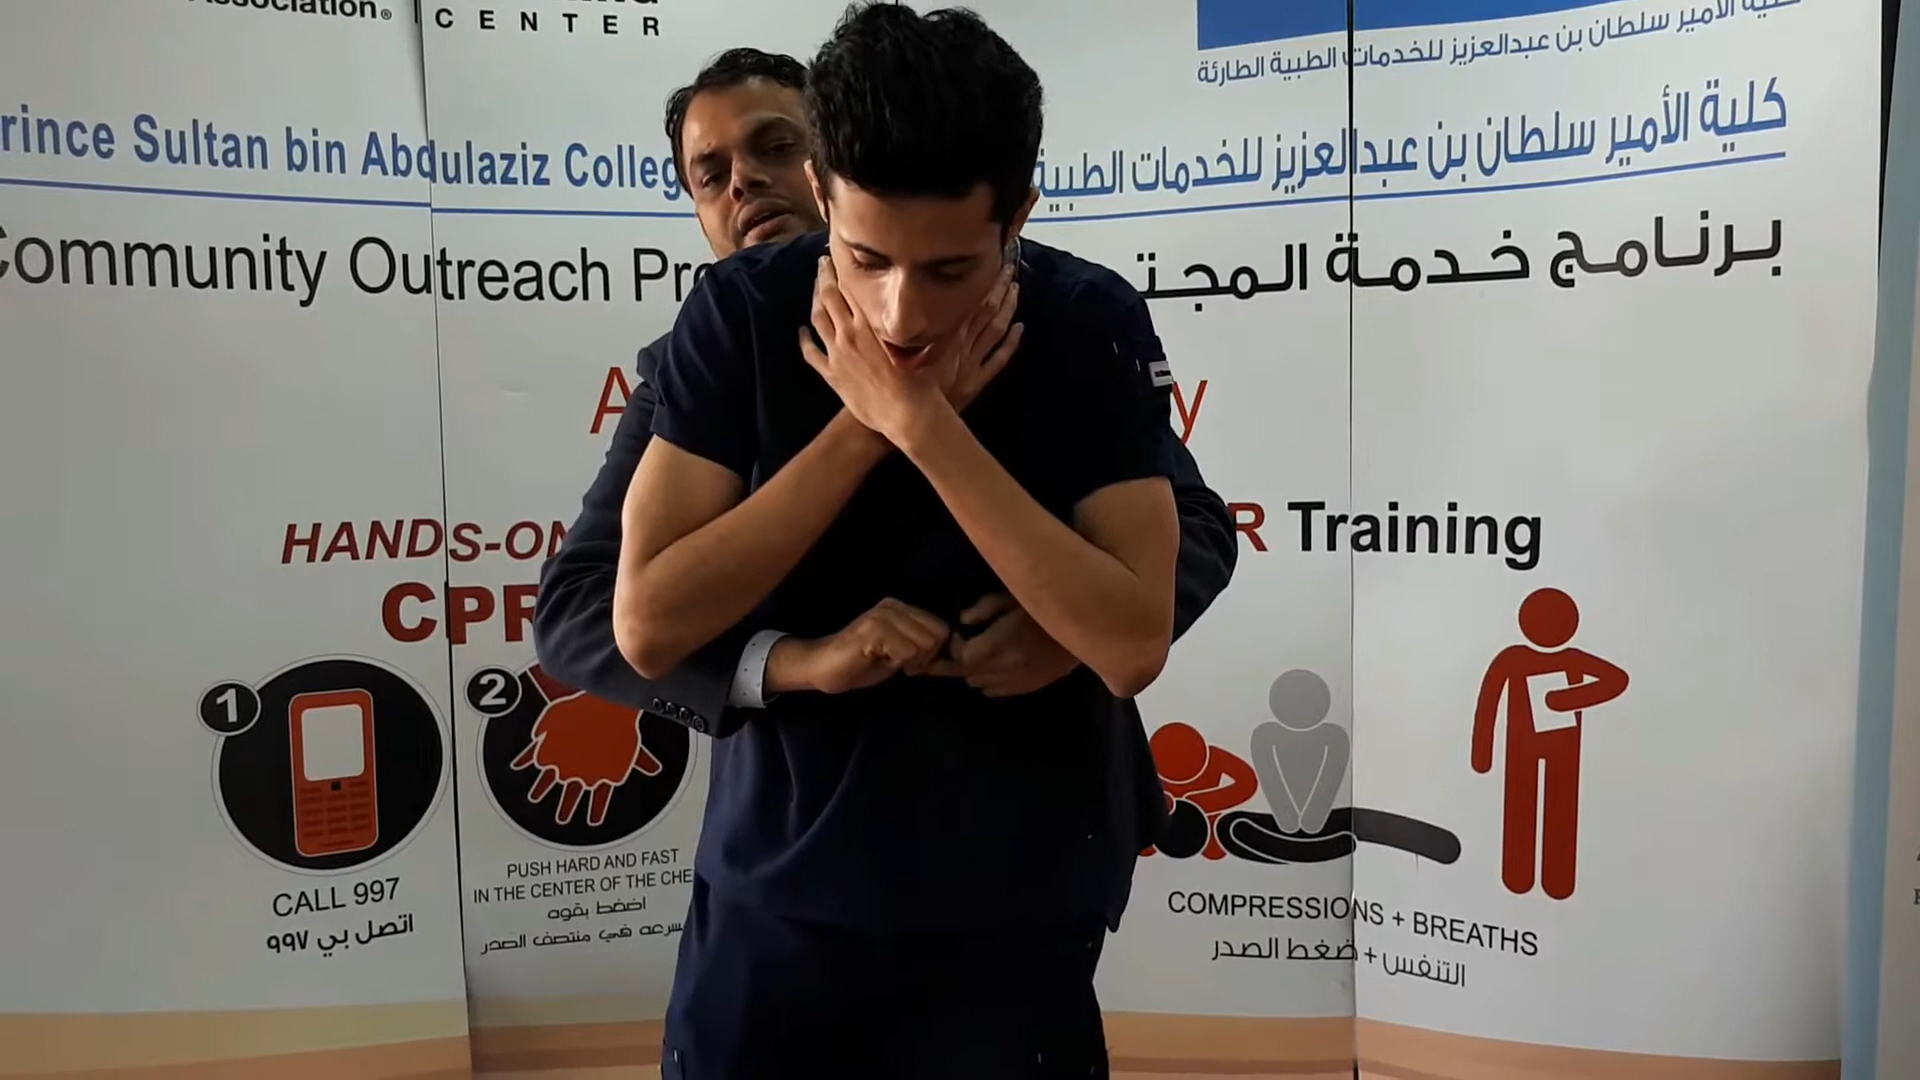 CENTER
كلية الأمير سلطان بن عبدالعزيز للخدمات الطبية الطارئة
rince Sultan bin Abdulaziz Colleg
كلية الأمير سلطان بن عبدالعزيز للخدمات الطبية
Community Outreach Pro
برنامج خدمة المجت
A
y
HANDS-ON
R Training
CPR
1
2
CALL 997
اتصل بي ٩٩٧
PUSH HARD AND FAST
IN THE CENTER OF THE CHE
اضغط بقوه
سرعه في منتصف الصدر
COMPRESSIONS + BREATHS
التنفس + ضغط الصدر